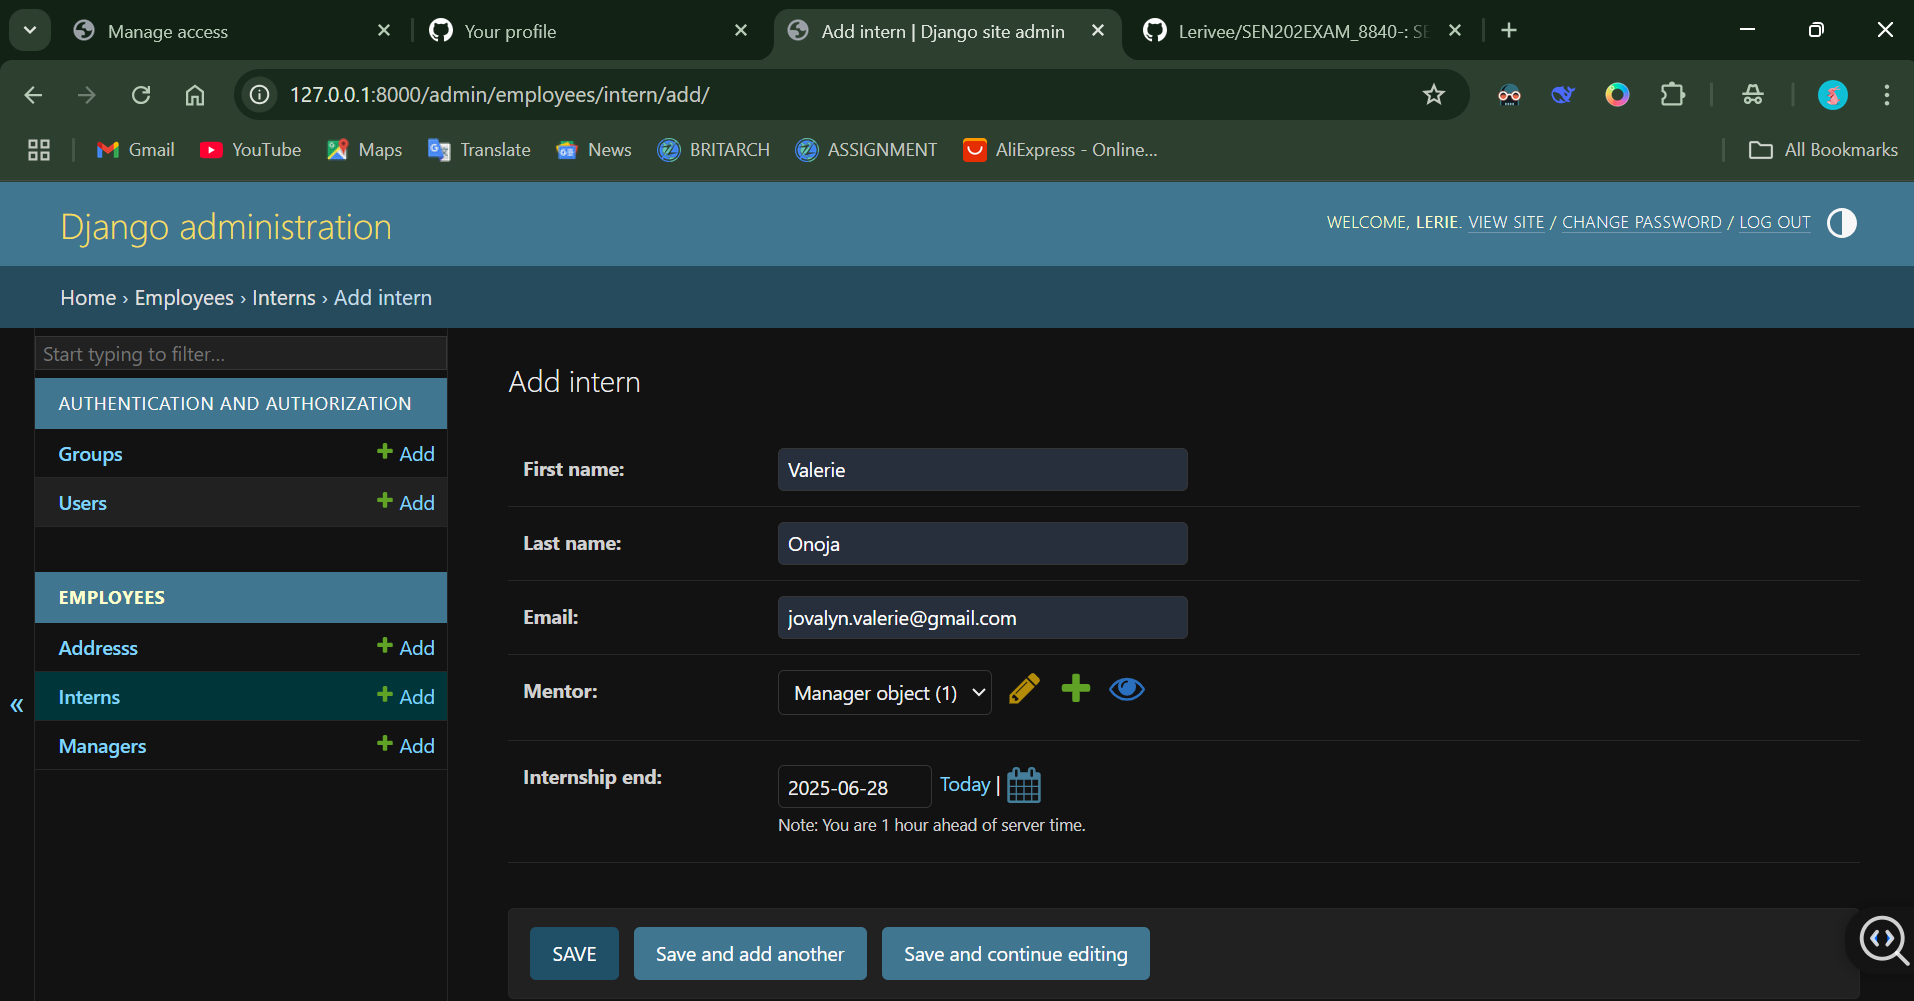 Manage access
Your profile
Add intern | Django site admin
Lerivee/SEN202EXAM_8840-: SE
127.0.0.1:8000/admin/employees/intern/add/
Gmail
YouTube
Maps
Translate
News
BRITARCH
ASSIGNMENT
AliExpress - Online...
All Bookmarks
Django administration
WELCOME, LERIE. VIEW SITE / CHANGE PASSWORD / LOG OUT
Home › Employees › Interns › Add intern
Start typing to filter...
AUTHENTICATION AND AUTHORIZATION
Groups + Add
Users + Add
EMPLOYEES
Addresss + Add
Interns + Add
Managers + Add
«
Add intern
First name: Valerie
Last name: Onoja
Email: jovalyn.valerie@gmail.com
Mentor: Manager object (1)
Internship end: 2025-06-28 Today |
Note: You are 1 hour ahead of server time.
SAVE
Save and add another
Save and continue editing